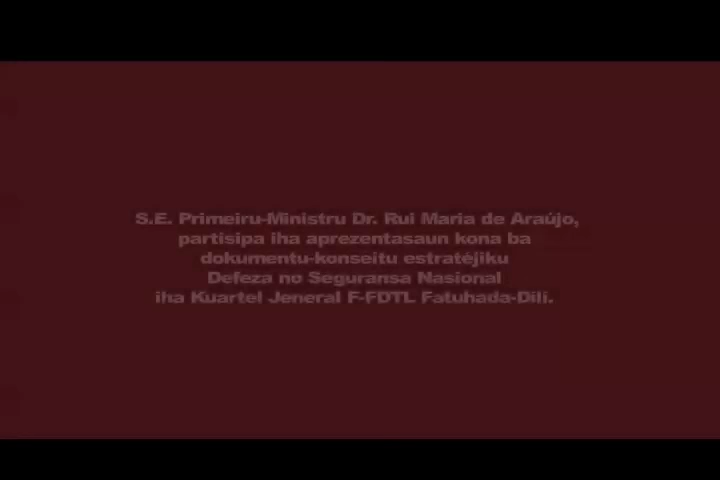 S.E. Primeiru-Ministru Dr. Rui Maria de Araújo,
partisipa iha aprezentasaun kona ba
dokumentu-konseitu estratéjiku
Defeza no Seguransa Nasional
iha Kuartel Jeneral F-FDTL Fatuhada-Dili.